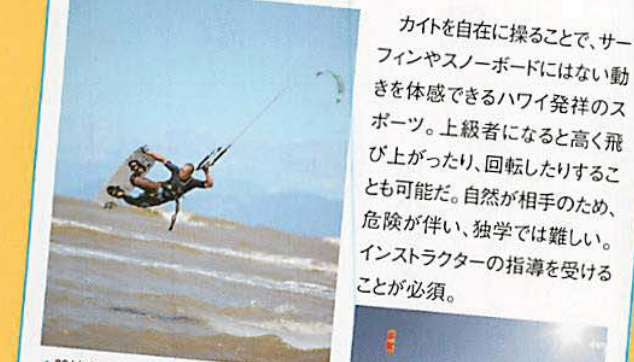 カイトを自在に操ることで、サー
フィンやスノーボードにはない動
きを体感できるハワイ発祥のス
ポーツ。上級者になると高く飛
び上がったり、回転したりするこ
とも可能だ。自然が相手のため、
危険が伴い、独学では難しい。
インストラクターの指導を受ける
ことが必須。